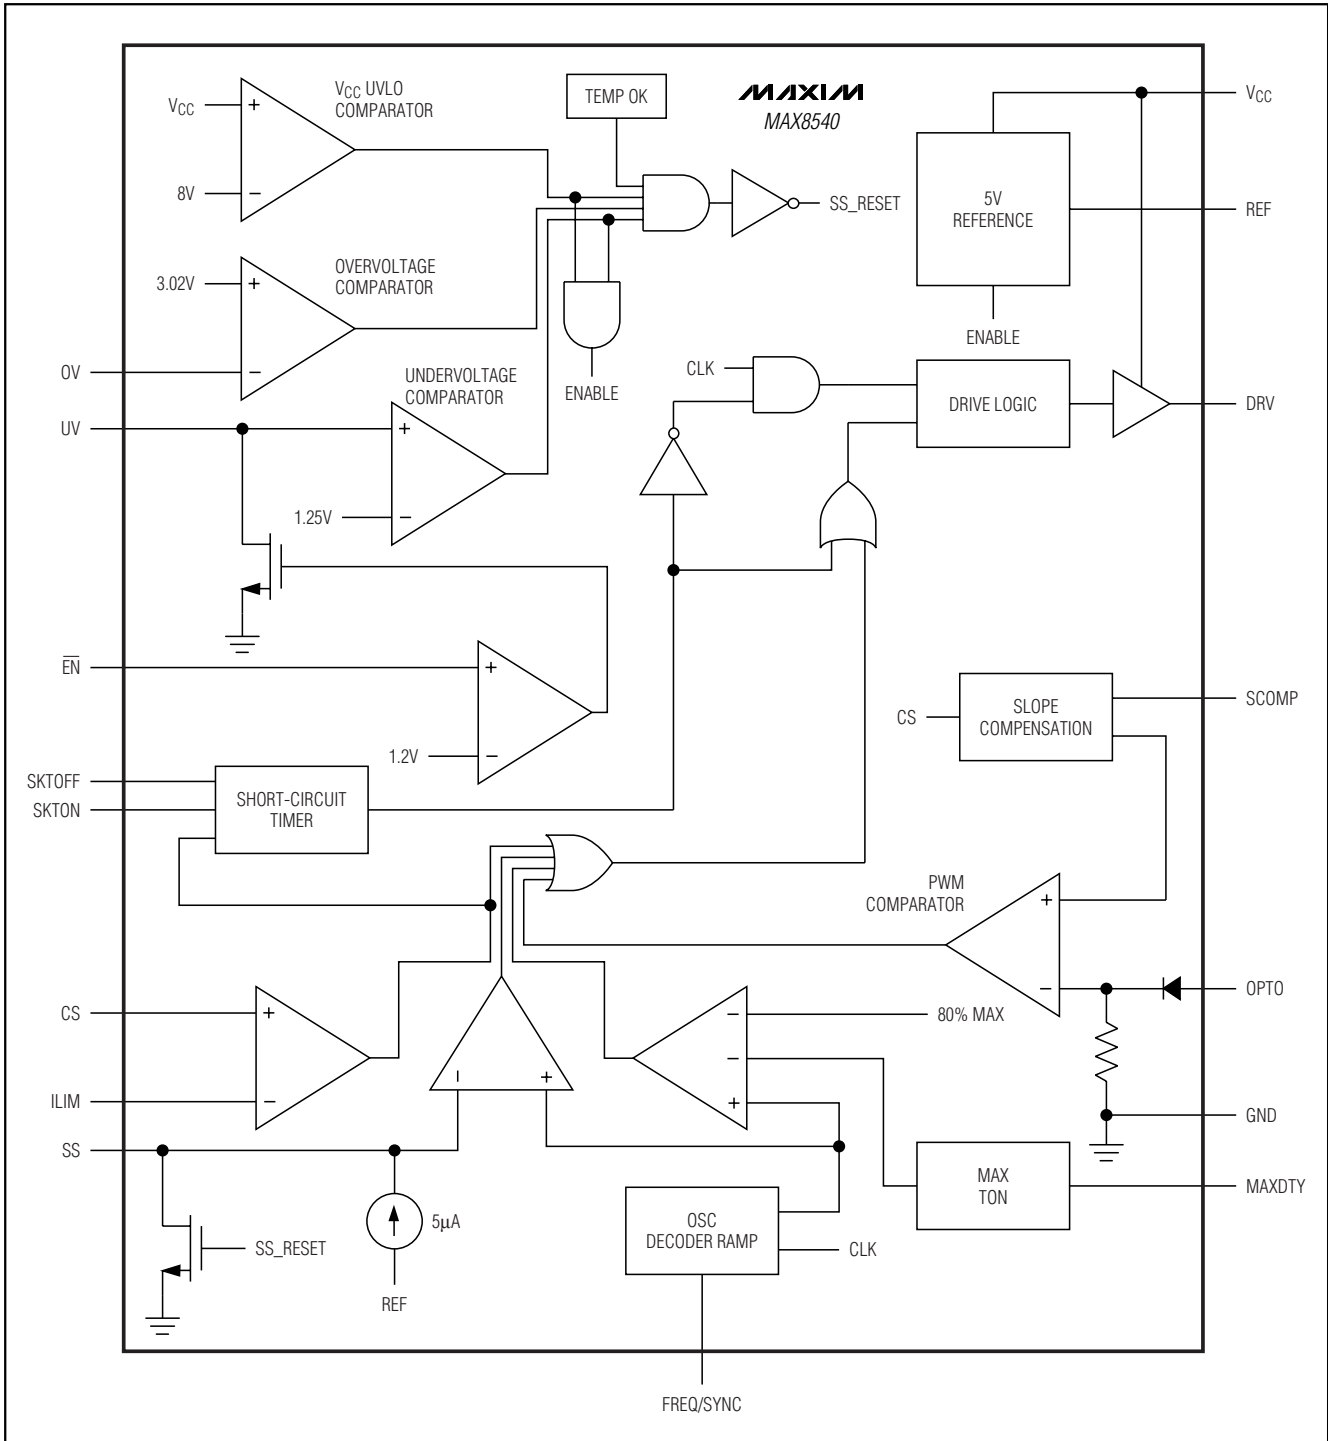 VCC UVLO
COMPARATOR
VCC
+
8V
−
TEMP OK
MAXIM
MAX8540
SS_RESET
VCC
5V
REFERENCE
REF
ENABLE
OVERVOLTAGE
COMPARATOR
3.02V
+
OV
−
ENABLE
UNDERVOLTAGE
COMPARATOR
UV
+
1.25V
−
CLK
DRIVE LOGIC
DRV
EN̅
+
1.2V
−
CS
SLOPE
COMPENSATION
SCOMP
SKTOFF
SKTON
SHORT-CIRCUIT
TIMER
PWM
COMPARATOR
+
−
OPTO
CS
+
ILIM
−
−
+
−
80% MAX
−
+
GND
SS
MAX
TON
MAXDTY
5µA
SS_RESET
REF
OSC
DECODER RAMP
CLK
FREQ/SYNC